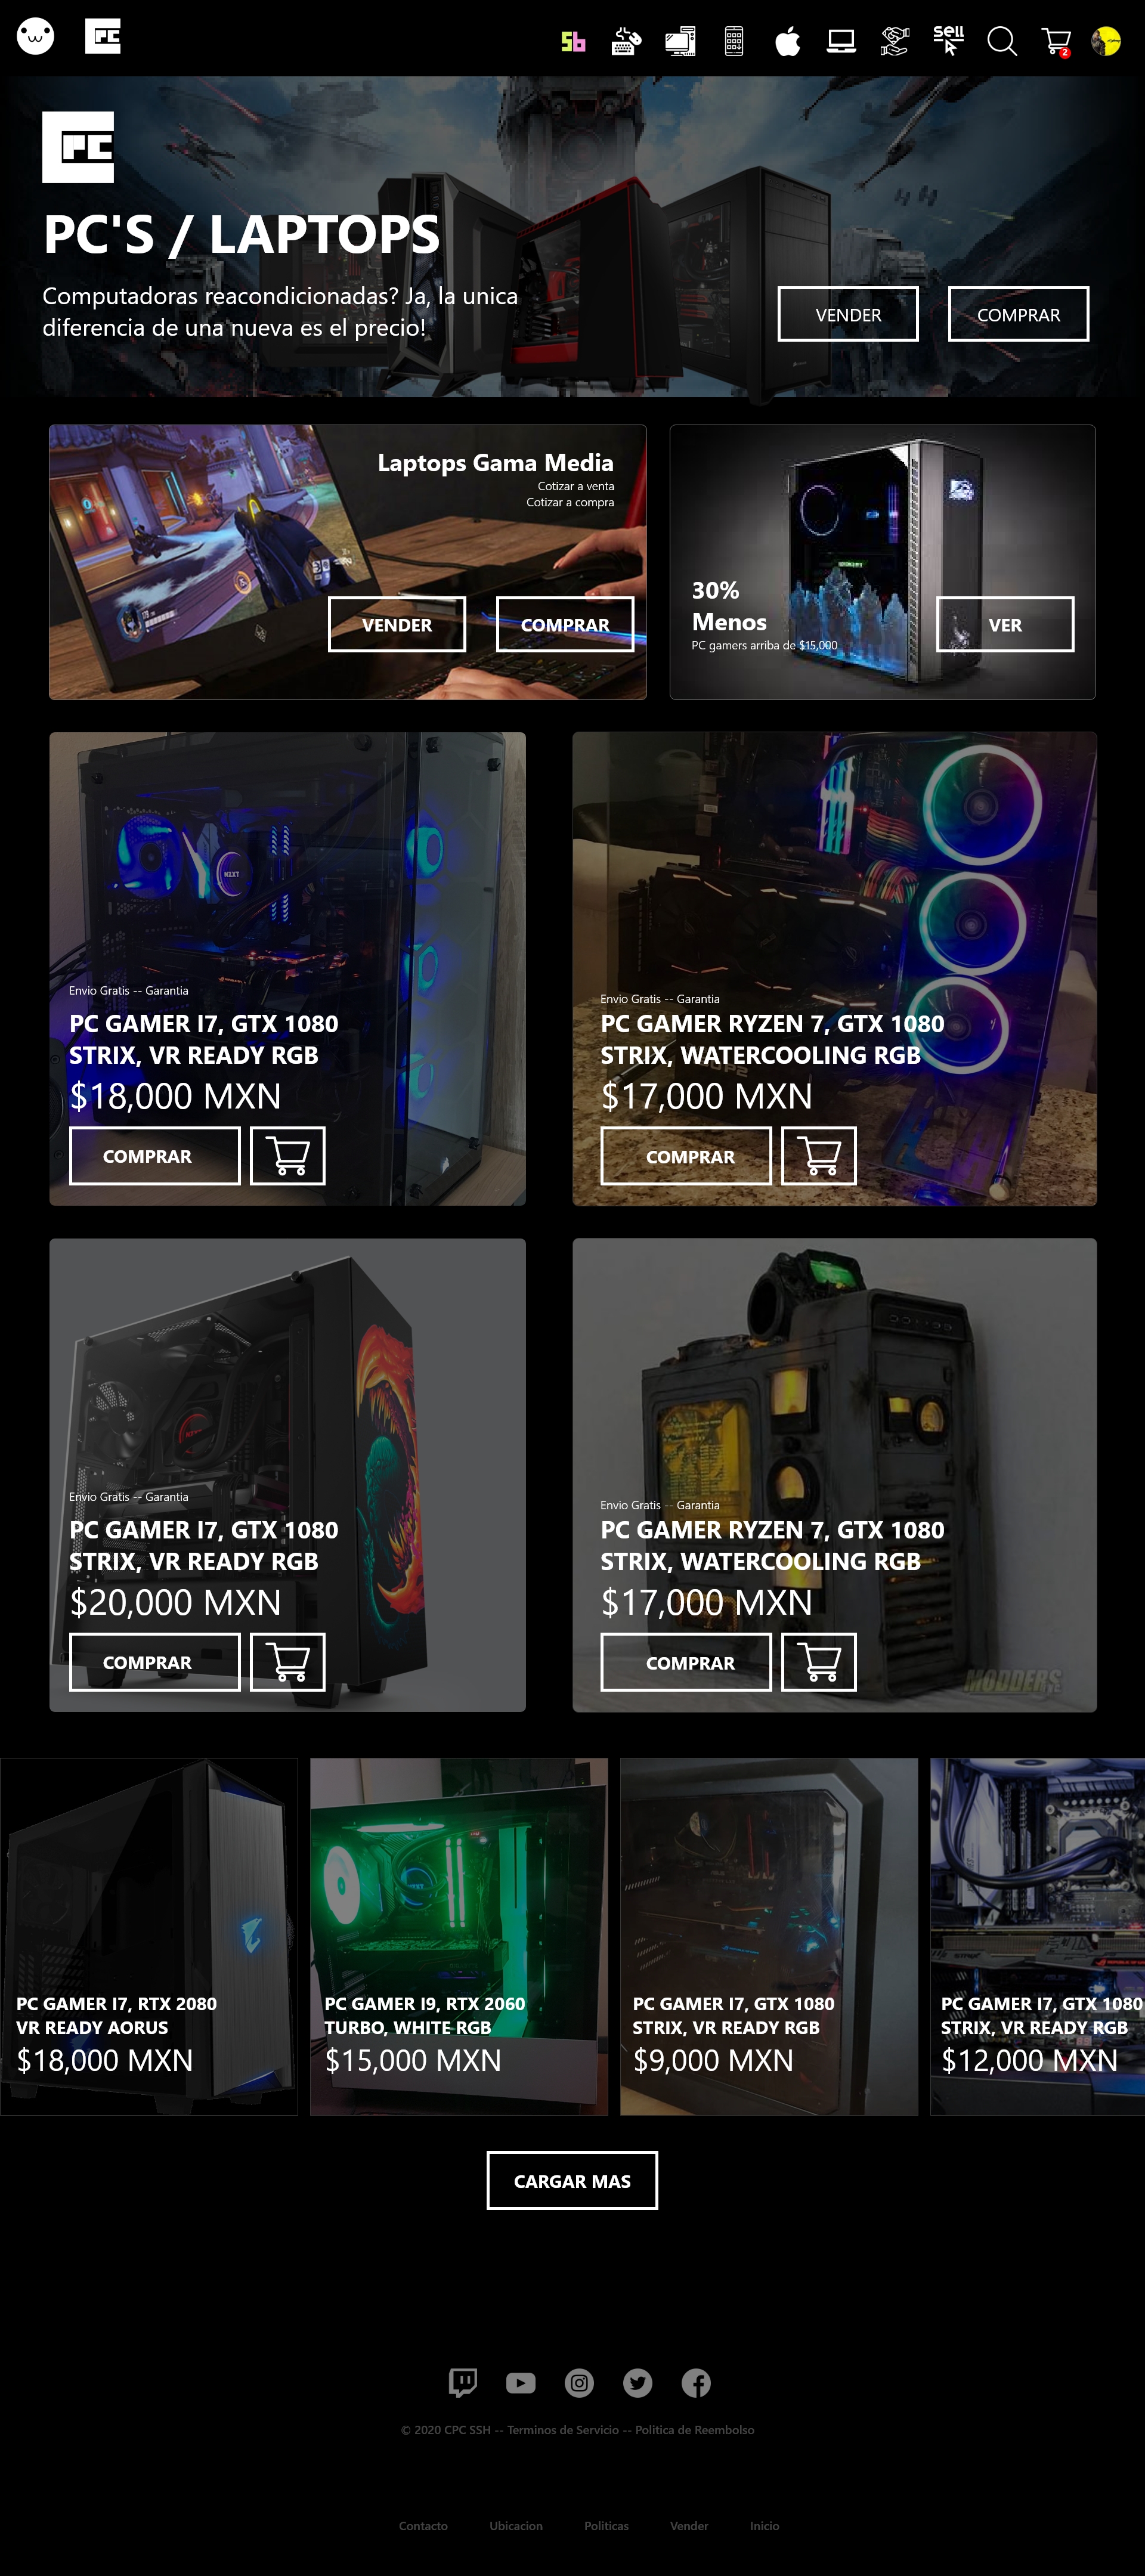 PC
5b
sell
2
PC
PC'S / LAPTOPS
Computadoras reacondicionadas? Ja, la unica
diferencia de una nueva es el precio!
VENDER
COMPRAR
Laptops Gama Media
Cotizar a venta
Cotizar a compra
VENDER
COMPRAR
30%
Menos
PC gamers arriba de $15,000
VER
NZXT
Envio Gratis -- Garantia
PC GAMER I7, GTX 1080
STRIX, VR READY RGB
$18,000 MXN
COMPRAR
Envio Gratis -- Garantia
PC GAMER RYZEN 7, GTX 1080
STRIX, WATERCOOLING RGB
$17,000 MXN
COMPRAR
Envio Gratis -- Garantia
PC GAMER I7, GTX 1080
STRIX, VR READY RGB
$20,000 MXN
COMPRAR
Envio Gratis -- Garantia
PC GAMER RYZEN 7, GTX 1080
STRIX, WATERCOOLING RGB
$17,000 MXN
COMPRAR
MODDERS
PC GAMER I7, RTX 2080
VR READY AORUS
$18,000 MXN
PC GAMER I9, RTX 2060
TURBO, WHITE RGB
$15,000 MXN
PC GAMER I7, GTX 1080
STRIX, VR READY RGB
$9,000 MXN
PC GAMER I7, GTX 1080
STRIX, VR READY RGB
$12,000 MXN
CARGAR MAS
© 2020 CPC SSH -- Terminos de Servicio -- Politica de Reembolso
Contacto
Ubicacion
Politicas
Vender
Inicio